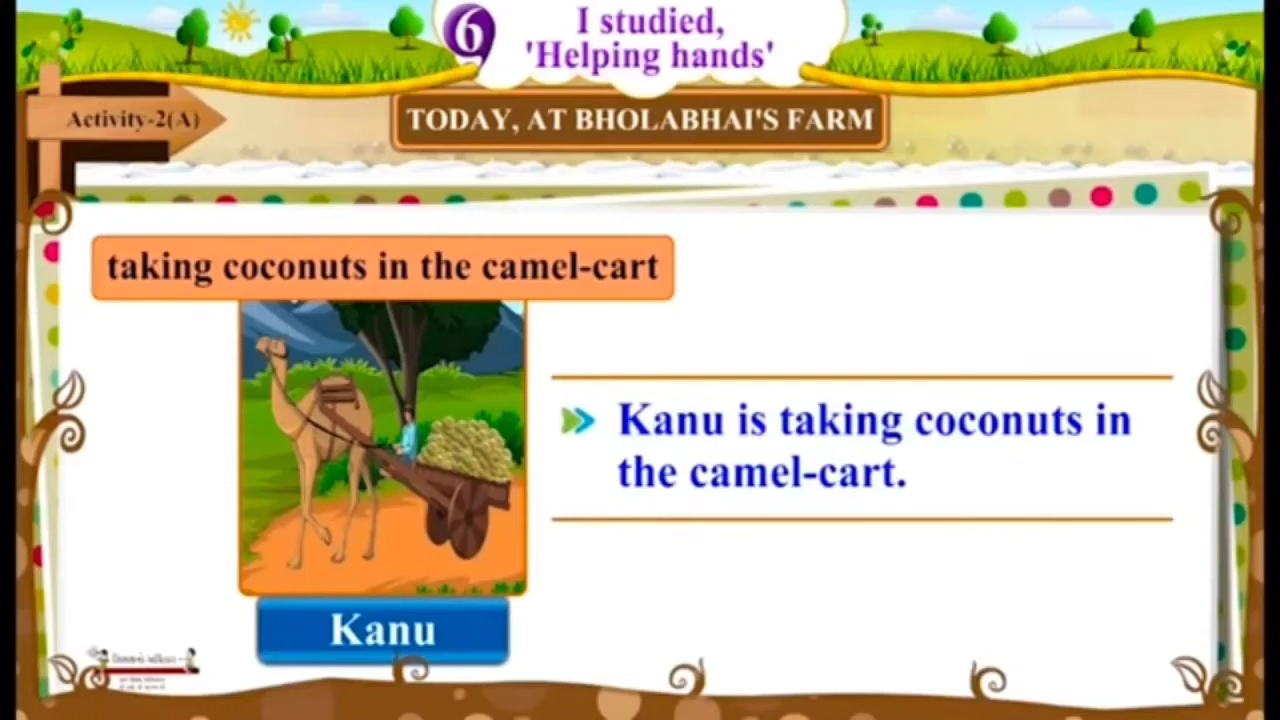 6
I studied,
'Helping hands'
Activity-2(A)
TODAY, AT BHOLABHAI'S FARM
taking coconuts in the camel-cart
Kanu is taking coconuts in
the camel-cart.
Kanu